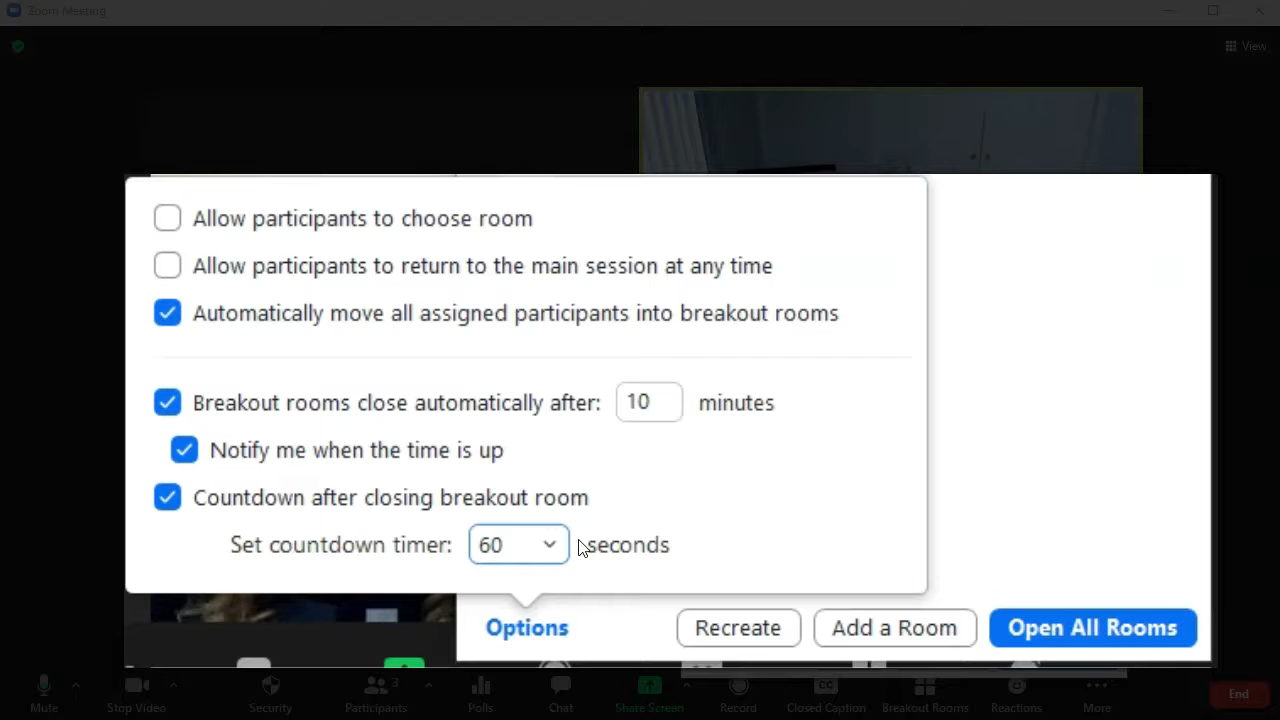 Zoom Meeting
View
Allow participants to choose room
Allow participants to return to the main session at any time
Automatically move all assigned participants into breakout rooms
Breakout rooms close automatically after: 10 minutes
Notify me when the time is up
Countdown after closing breakout room
Set countdown timer: 60 seconds
Options Recreate Add a Room Open All Rooms
3 CC
Mute Stop Video Security Participants Polls Chat Share Screen Record Closed Caption Breakout Rooms Reactions More End